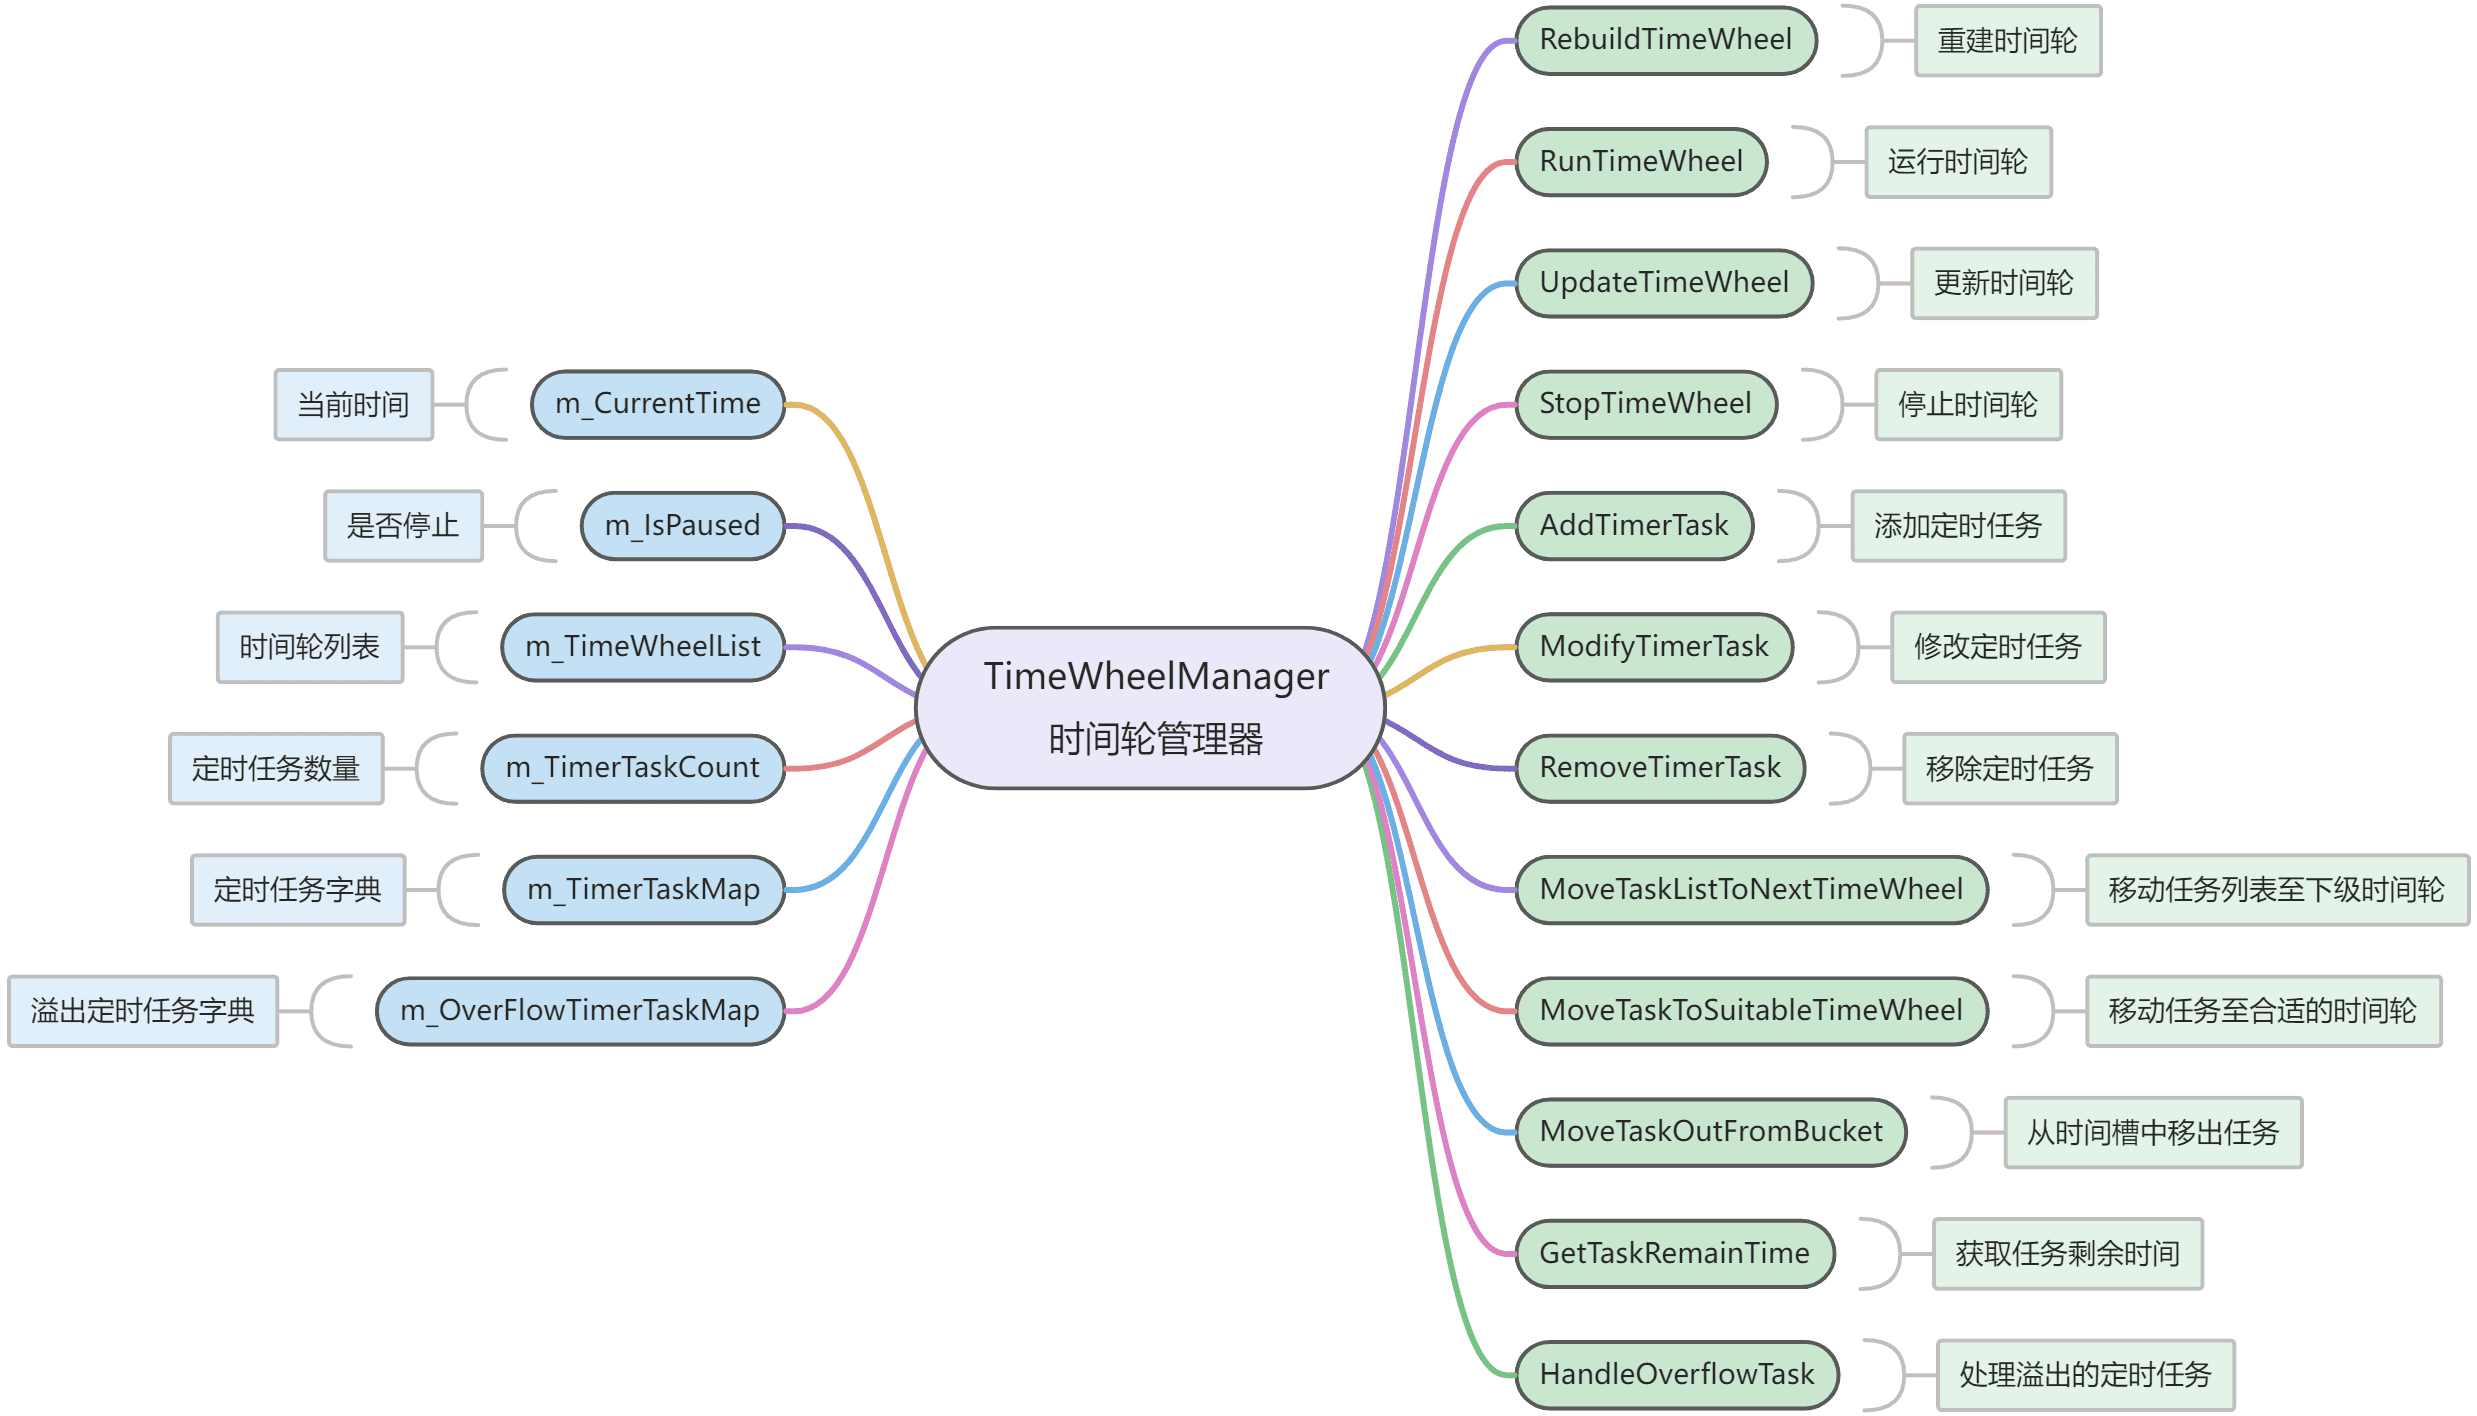 当前时间
m_CurrentTime
是否停止
m_IsPaused
时间轮列表
m_TimeWheelList
定时任务数量
m_TimerTaskCount
定时任务字典
m_TimerTaskMap
溢出定时任务字典
m_OverFlowTimerTaskMap
TimeWheelManager
时间轮管理器
RebuildTimeWheel
重建时间轮
RunTimeWheel
运行时间轮
UpdateTimeWheel
更新时间轮
StopTimeWheel
停止时间轮
AddTimerTask
添加定时任务
ModifyTimerTask
修改定时任务
RemoveTimerTask
移除定时任务
MoveTaskListToNextTimeWheel
移动任务列表至下级时间轮
MoveTaskToSuitableTimeWheel
移动任务至合适的时间轮
MoveTaskOutFromBucket
从时间槽中移出任务
GetTaskRemainTime
获取任务剩余时间
HandleOverflowTask
处理溢出的定时任务